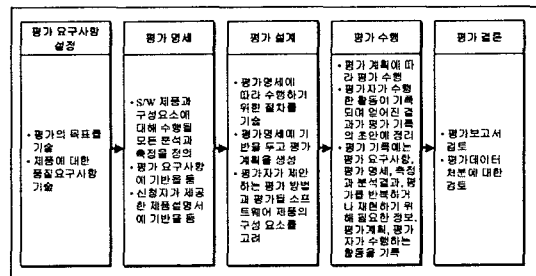 평가 요구사항
설정
• 평가의 목표를
기술
• 제품에 대한
품질요구사항
기술
평가 명세
• S/W 제품과
구성요소에
대해 수행될
모든 분석과
측정을 정의
• 평가 요구사항
에 기반을 둠
• 신청자가 제공
한 제품설명서
에 기반을 둠
평가 설계
• 평가명세에
따라 수행하기
위한 절차를
기술
• 평가명세에 기
반을 두고 평가
계획을 생성
• 평가자가 제안
하는 평가 방법
과 평가될 소프
트웨어 제품의
구성 요소를
고려
평가 수행
• 평가 계획에 따
라 평가 수행
• 평가자가 수행
한 활동이 기록
되며 얻어진 결
과가 평가 기록
의 초안에 정리
• 평가 기록에는
평가 요구사항,
평가 명세, 측정
과 분석결과, 평
가를 반복하거
나 재현하기 위
해 필요한 정보,
평가계획, 평가
자가 수행하는
활동을 기록
평가 결론
• 평가보고서
검토
• 평가데이터
처분에 대한
검토